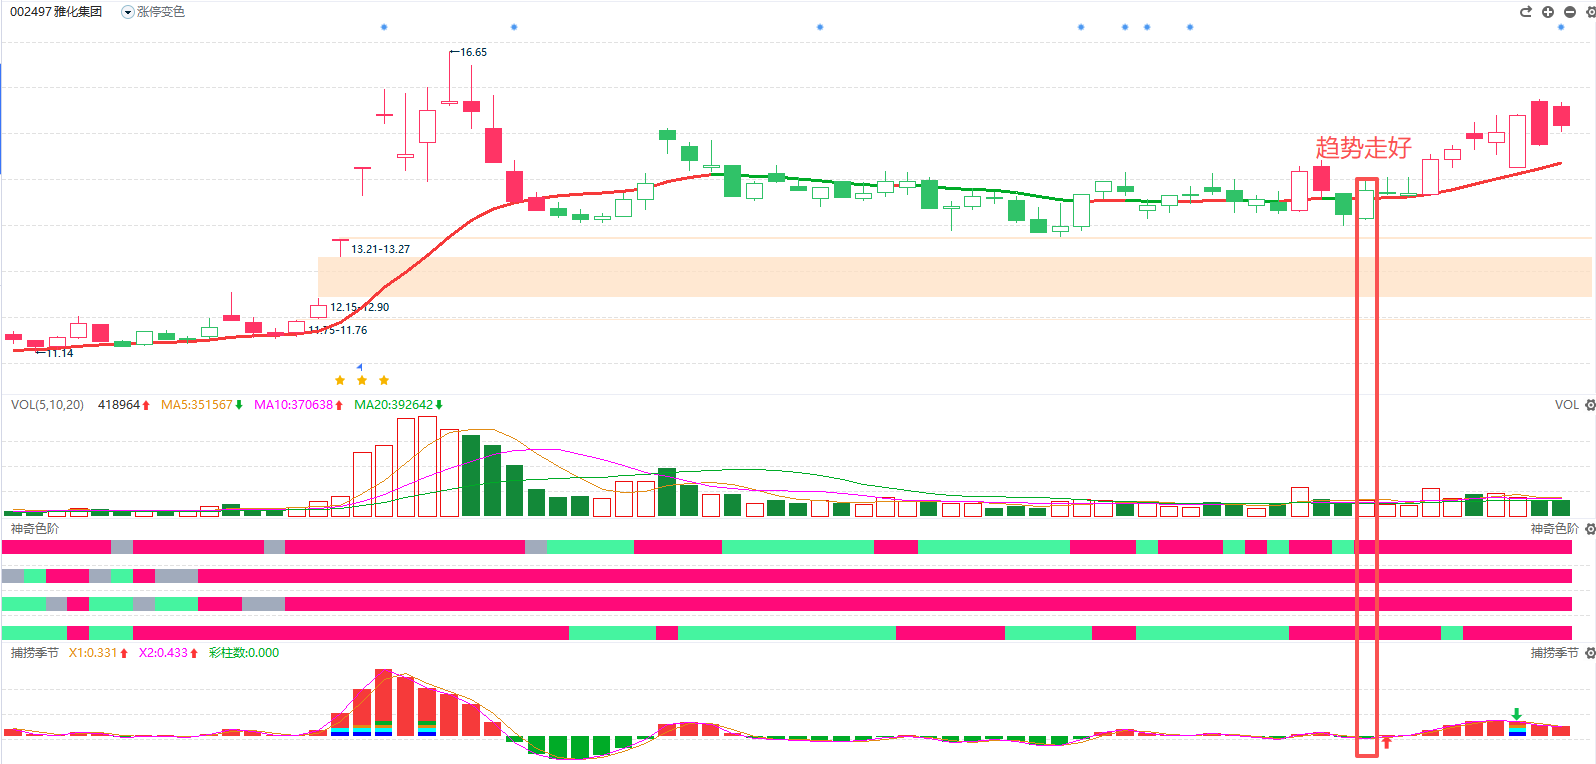 002497 雅化集团 涨停变色
←16.65
趋势走好
13.21-13.27
12.15-12.90
11.75-11.76
←11.14
VOL(5,10,20) 418964 MA5:351567 MA10:370638 MA20:392642 VOL
神奇色阶 神奇色阶
捕捞季节 X1:0.331 X2:0.433 彩柱数:0.000 捕捞季节